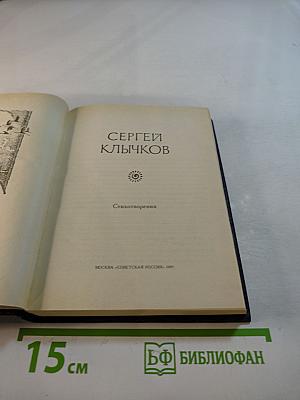 СЕРГЕЙ
КЛЫЧКОВ
Стихотворения
МОСКВА «СОВЕТСКАЯ РОССИЯ»
15 см
БФ БИБЛИОФАН